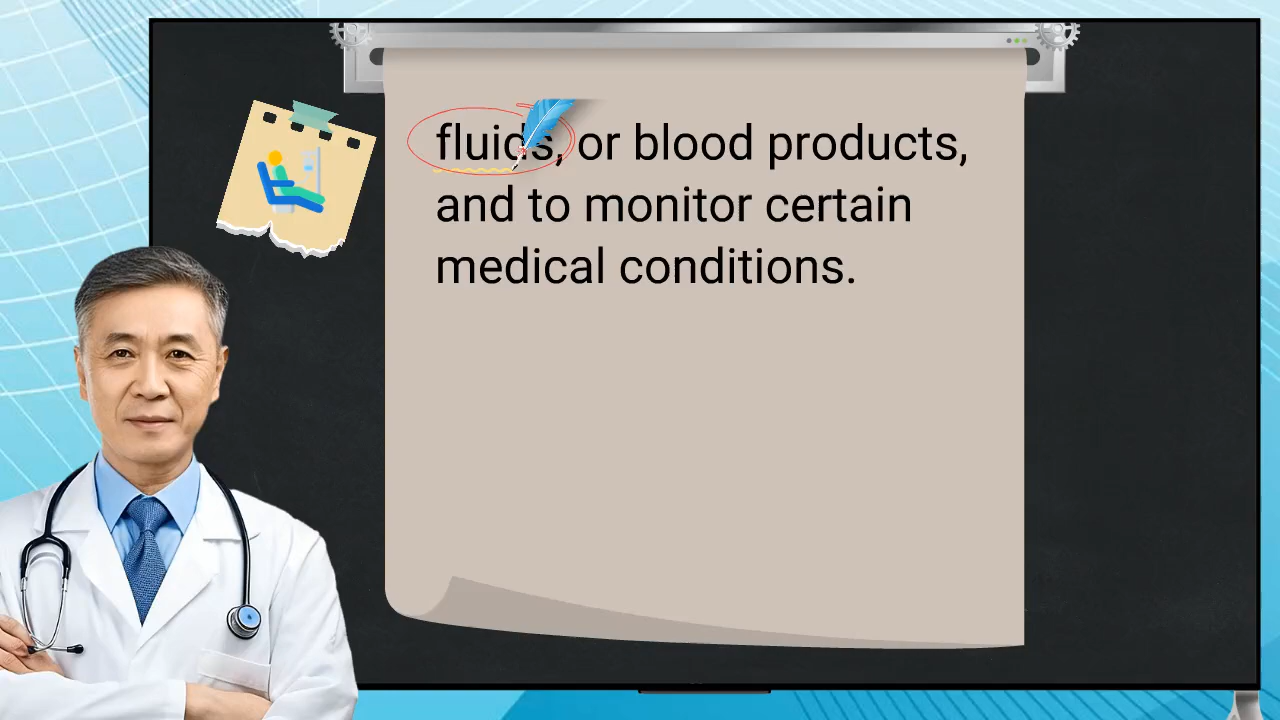 fluids, or blood products,
and to monitor certain
medical conditions.